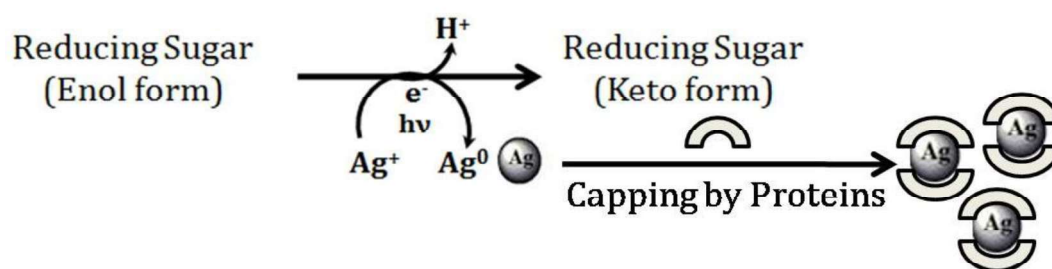 Reducing Sugar
(Enol form)
H⁺
e⁻
hν
Ag⁺
Ag⁰
Ag
Reducing Sugar
(Keto form)
Capping by Proteins
Ag
Ag
Ag